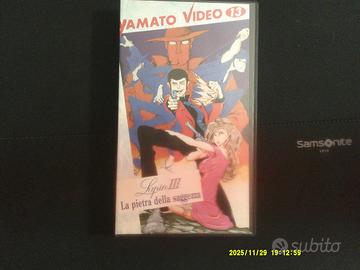 YAMATO VIDEO 13
Lupin III
La pietra della saggezza
Samsonite
2025/11/29 19:12:59
subito